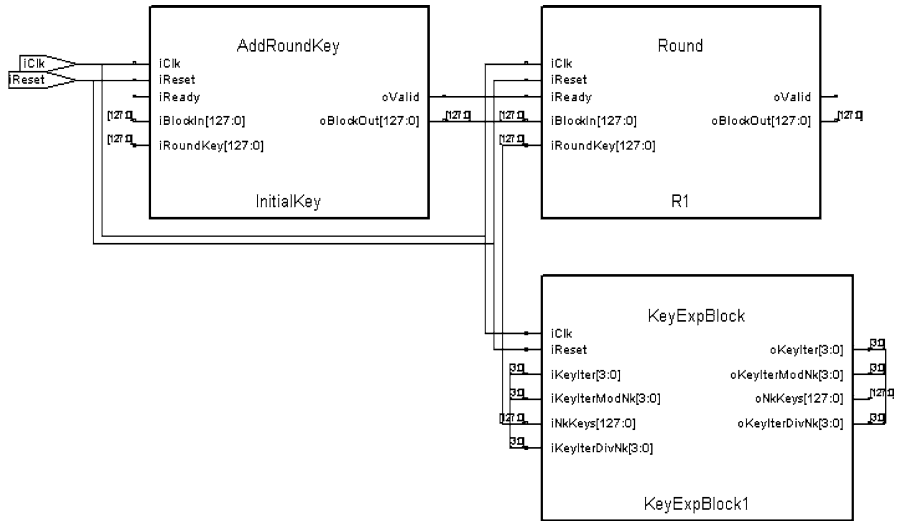 AddRoundKey
iClk
iReset
iClk
iReset
iReady
oValid
[127:0]
iBlockIn[127:0]
oBlockOut[127:0]
[127:0]
[127:0]
iRoundKey[127:0]
InitialKey
Round
iClk
iReset
iReady
oValid
[127:0]
iBlockIn[127:0]
oBlockOut[127:0]
[127:0]
[127:0]
iRoundKey[127:0]
R1
KeyExpBlock
iClk
iReset
oKeyIter[3:0]
[3:0]
[3:0]
iKeyIter[3:0]
oKeyIterModNk[3:0]
[3:0]
[3:0]
iKeyIterModNk[3:0]
oNkKeys[127:0]
[127:0]
[127:0]
iNkKeys[127:0]
oKeyIterDivNk[3:0]
[3:0]
[3:0]
iKeyIterDivNk[3:0]
KeyExpBlock1